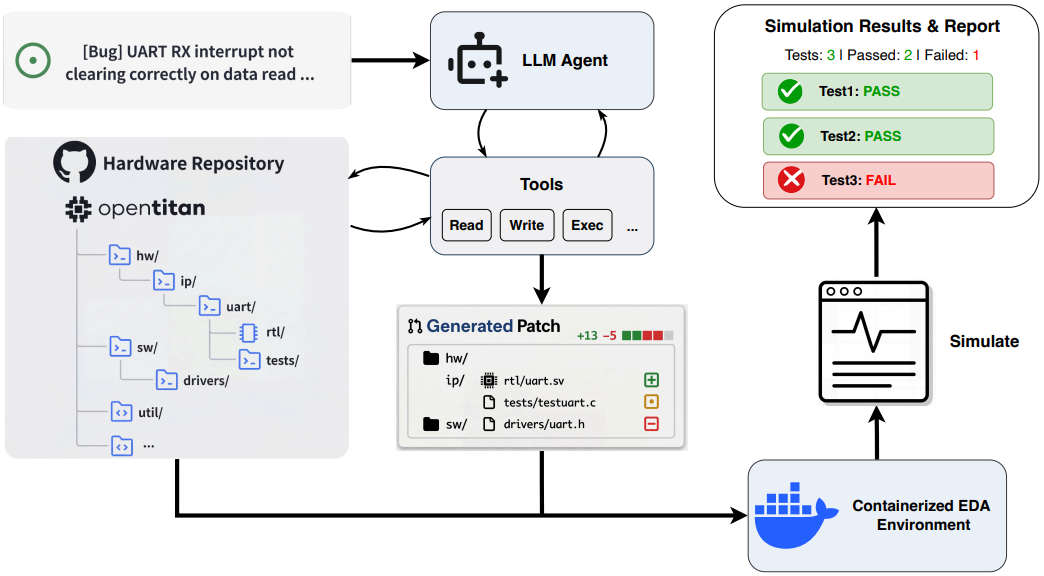 [Bug] UART RX interrupt not
clearing correctly on data read ...
LLM Agent
Simulation Results & Report
Tests: 3 | Passed: 2 | Failed: 1
Test1: PASS
Test2: PASS
Test3: FAIL
Hardware Repository
opentitan
hw/
ip/
uart/
rtl/
tests/
sw/
drivers/
util/
...
Tools
Read
Write
Exec
...
Generated Patch
+13 -5
hw/
ip/ rtl/uart.sv
tests/testuart.c
sw/ drivers/uart.h
Simulate
Containerized EDA
Environment